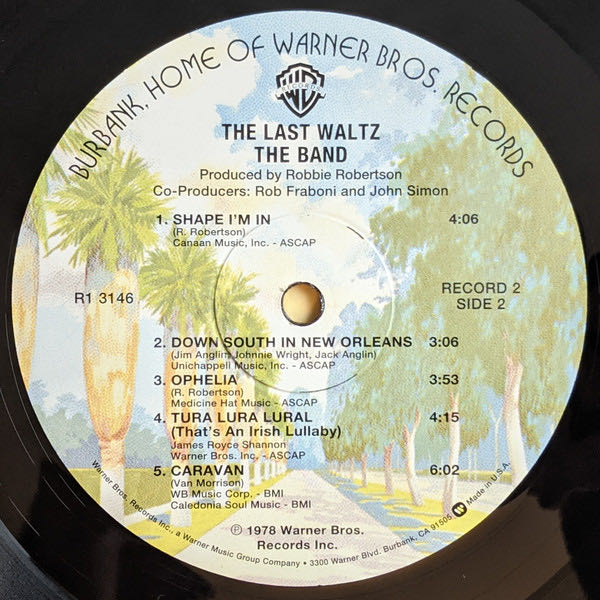 BURBANK, HOME OF WARNER BROS. RECORDS
WB
RECORDS
THE LAST WALTZ
THE BAND
Produced by Robbie Robertson
Co-Producers: Rob Fraboni and John Simon
1. SHAPE I'M IN 4:06
(R. Robertson)
Canaan Music, Inc. - ASCAP
R1 3146
RECORD 2
SIDE 2
2. DOWN SOUTH IN NEW ORLEANS 3:06
(Jim Anglin, Johnnie Wright, Jack Anglin)
Unichappell Music, Inc. - ASCAP
3. OPHELIA 3:53
(R. Robertson)
Medicine Hat Music - ASCAP
4. TURA LURA LURAL 4:15
(That's An Irish Lullaby)
James Royce Shannon
Warner Bros. Inc. - ASCAP
5. CARAVAN 6:02
(Van Morrison)
WB Music Corp. - BMI
Caledonia Soul Music - BMI
℗ 1978 Warner Bros.
Records Inc.
Warner Bros. Records Inc., a Warner Music Group Company • 3300 Warner Blvd. Burbank, CA 91505 Made in U.S.A.